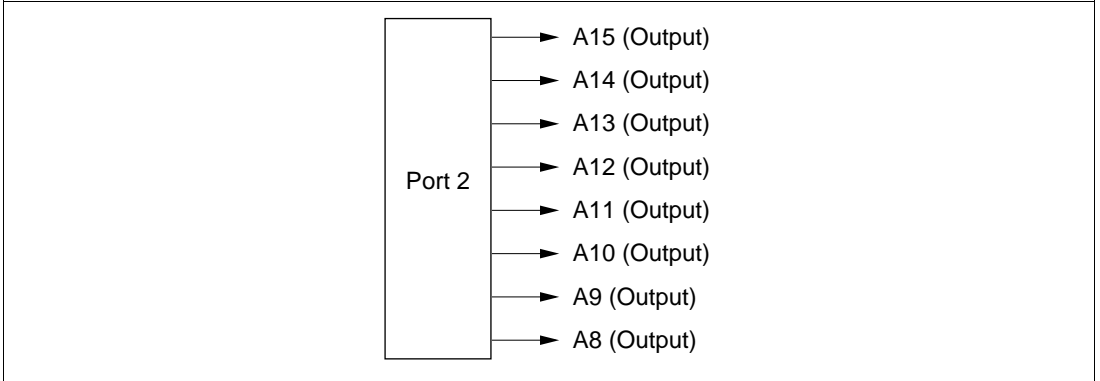 A15 (Output)
A14 (Output)
A13 (Output)
A12 (Output)
Port 2
A11 (Output)
A10 (Output)
A9 (Output)
A8 (Output)